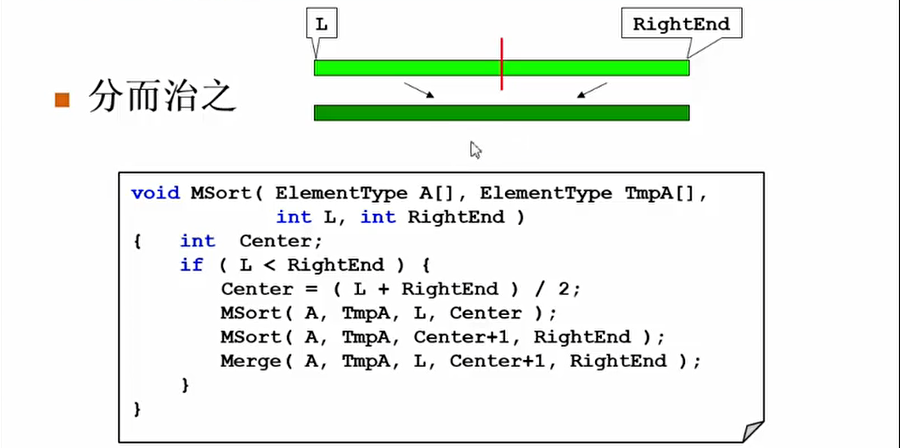 L
RightEnd
分而治之
void MSort( ElementType A[], ElementType TmpA[],
int L, int RightEnd )
{ int Center;
if ( L < RightEnd ) {
Center = ( L + RightEnd ) / 2;
MSort( A, TmpA, L, Center );
MSort( A, TmpA, Center+1, RightEnd );
Merge( A, TmpA, L, Center+1, RightEnd );
}
}